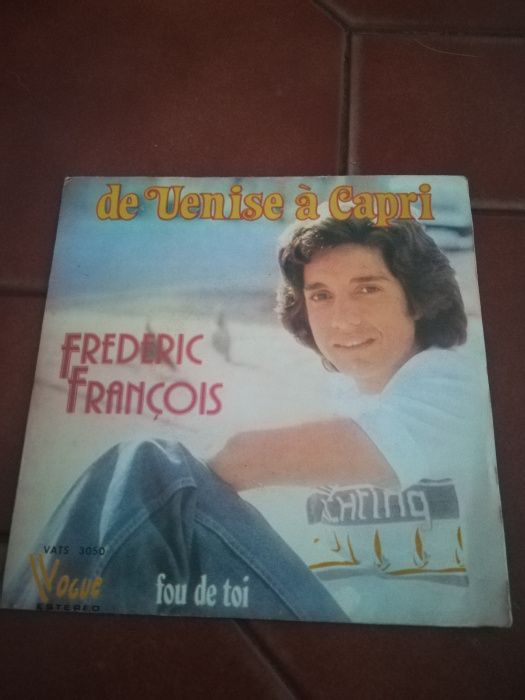 de Venise à Capri
FREDERIC
FRANÇOIS
VATS 3050
VOGUE
ESTEREO
fou de toi